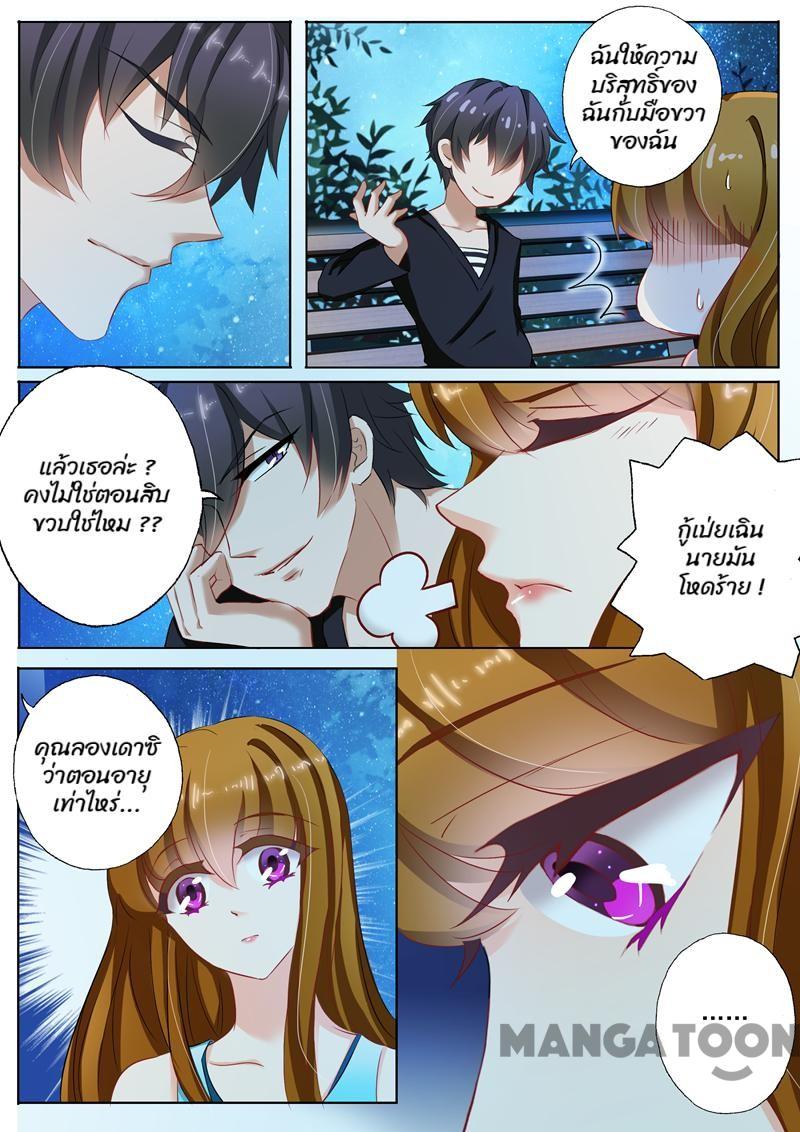 ฉันให้ความ
บริสุทธิ์ของ
ฉันกับมือขวา
ของฉัน
แล้วเธอล่ะ ?
คงไม่ใช่ตอนสิบ
ขวบใช่ไหม ??
กู้เป่ยเฉิน
นายมัน
โหดร้าย !
คุณลองเดาซิ
ว่าตอนอายุ
เท่าไหร่...
......
MANGATOON